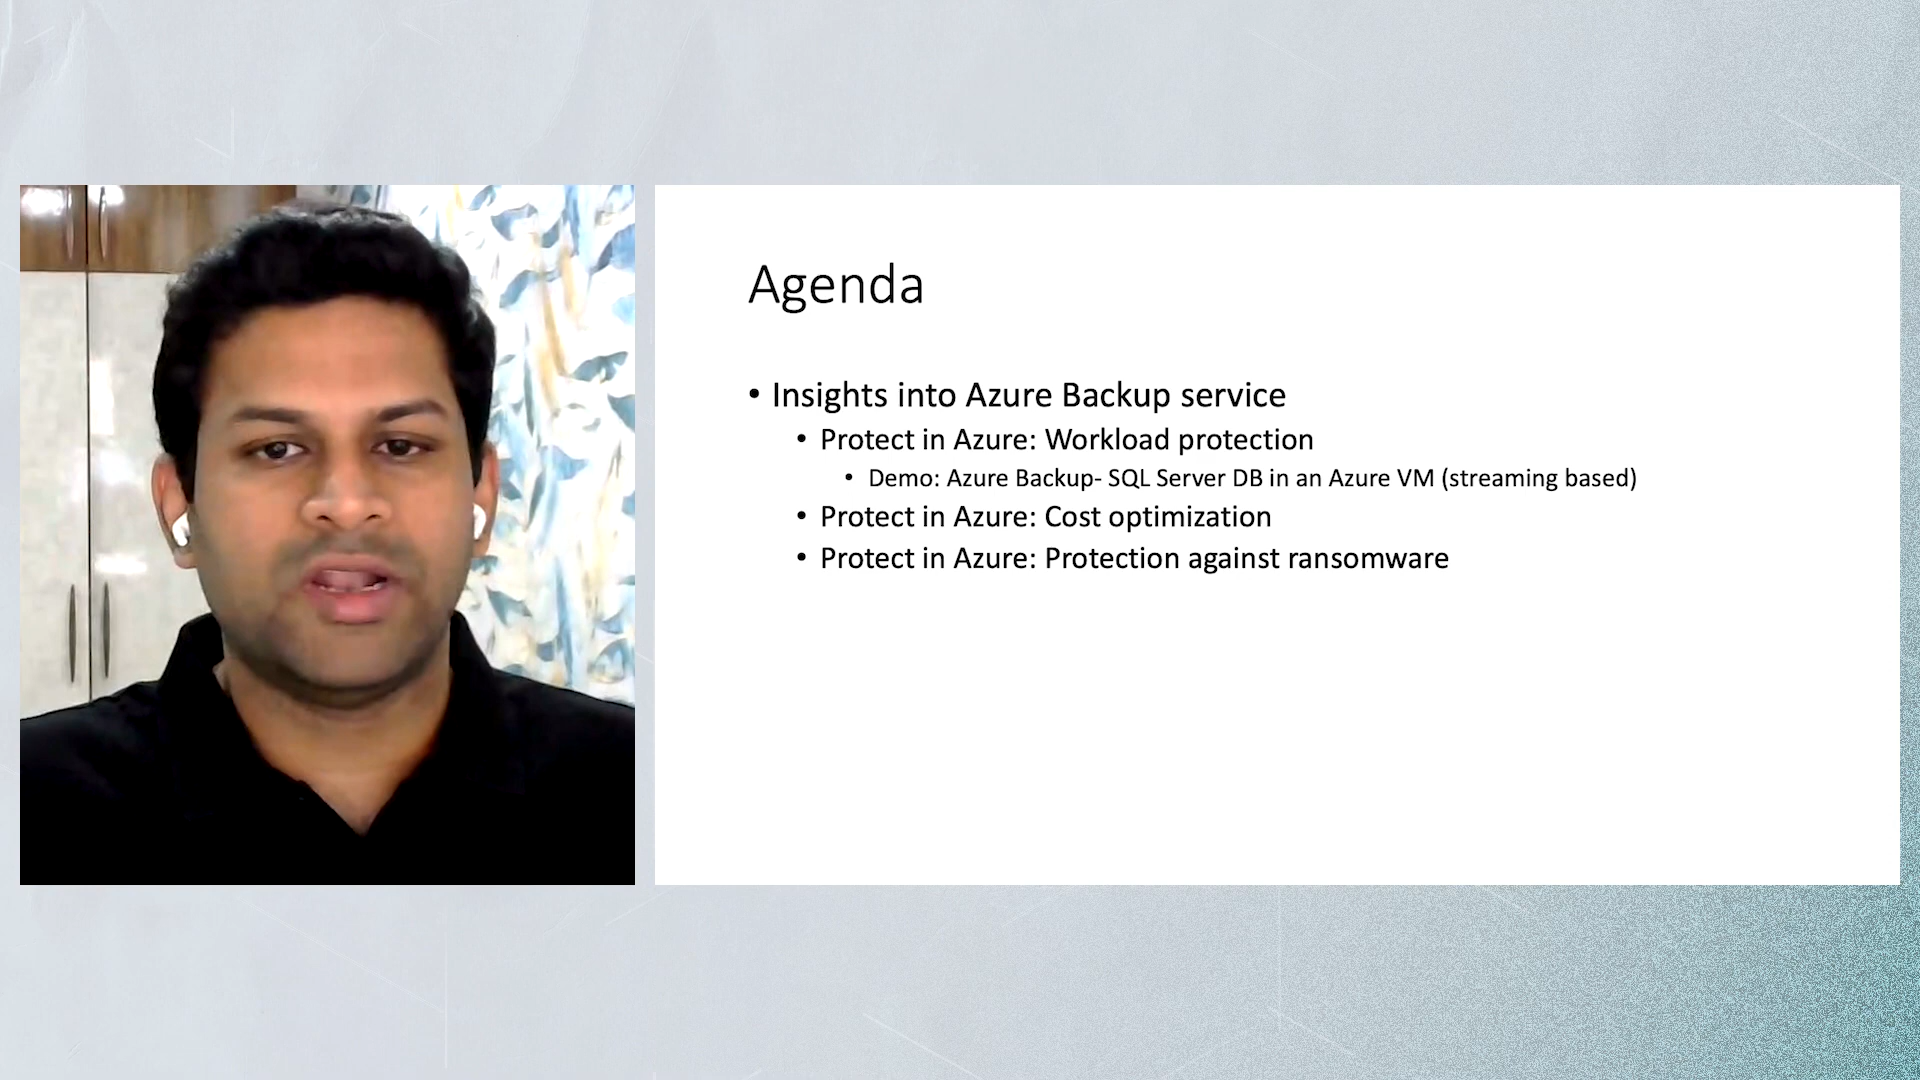 Agenda
• Insights into Azure Backup service
• Protect in Azure: Workload protection
• Demo: Azure Backup- SQL Server DB in an Azure VM (streaming based)
• Protect in Azure: Cost optimization
• Protect in Azure: Protection against ransomware